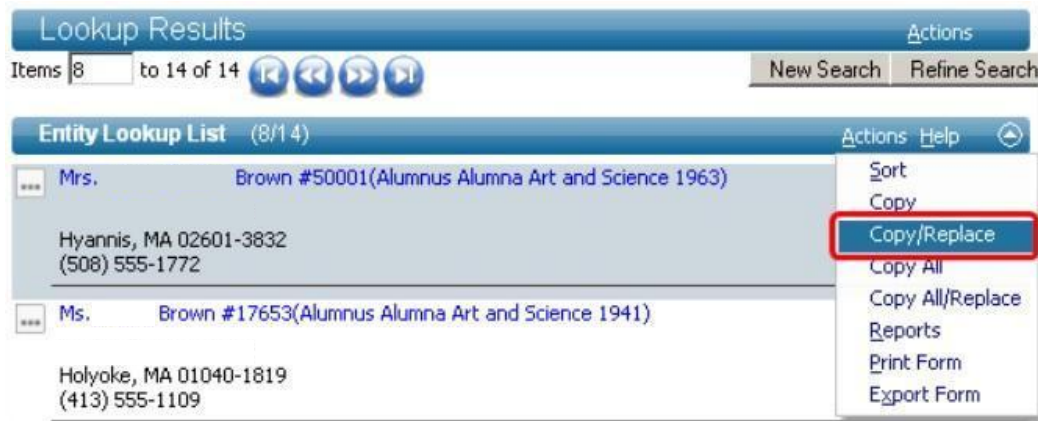 Lookup Results Actions
Items 8 to 14 of 14 New Search Refine Search
Entity Lookup List (8/14) Actions Help
Mrs. Brown #50001(Alumnus Alumna Art and Science 1963)
Hyannis, MA 02601-3832
(508) 555-1772
Ms. Brown #17653(Alumnus Alumna Art and Science 1941)
Holyoke, MA 01040-1819
(413) 555-1109
Sort
Copy
Copy/Replace
Copy All
Copy All/Replace
Reports
Print Form
Export Form